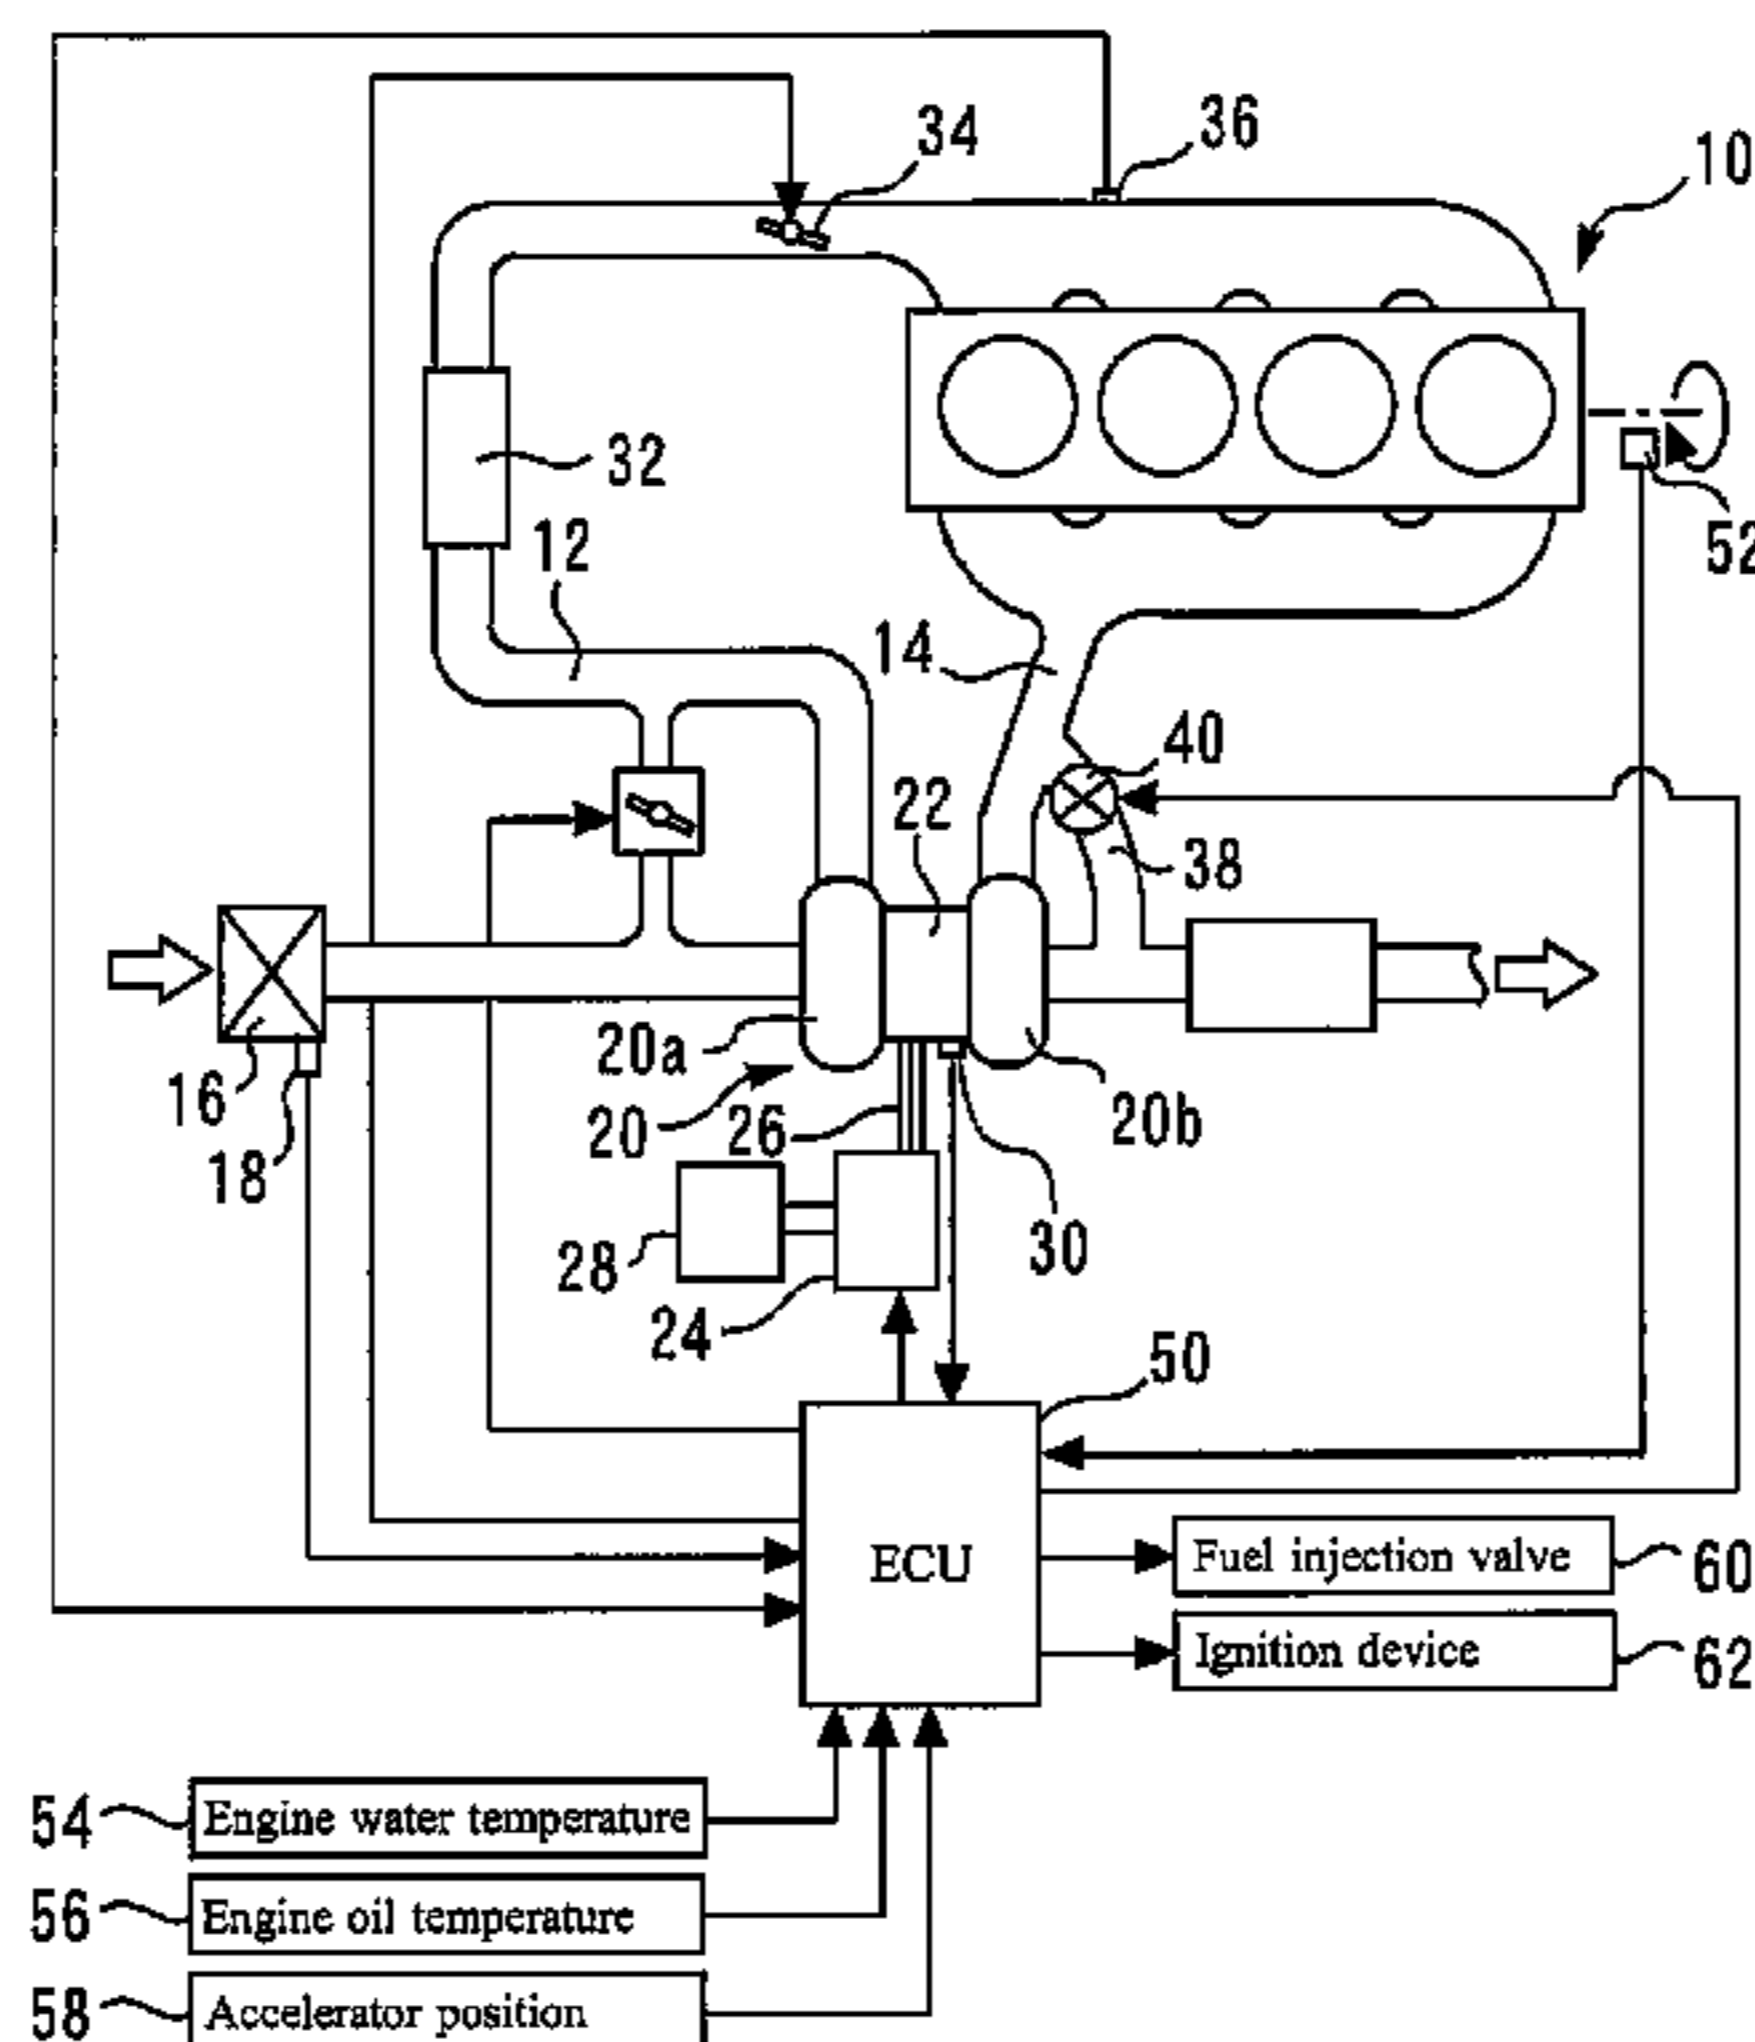 36
34
10
32
12
52
14
40
22
38
20a
16
20
26
20b
18
28
30
24
50
ECU
Fuel injection valve
60
Ignition device
62
54
Engine water temperature
56
Engine oil temperature
58
Accelerator position